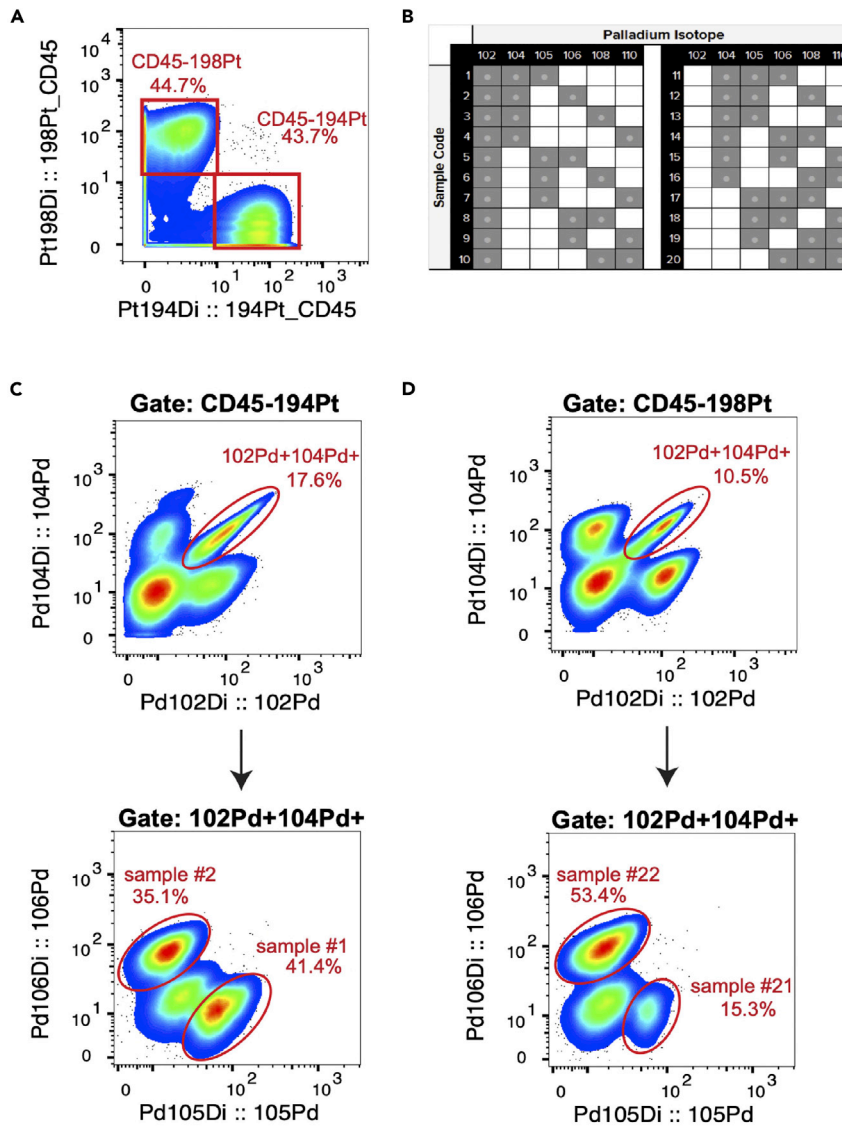 A
10⁴
10³
10²
10¹
0
Pt198Di :: 198Pt_CD45
CD45-198Pt
44.7%
CD45-194Pt
43.7%
0
10¹ 10² 10³
Pt194Di :: 194Pt_CD45
B
Palladium Isotope
102 104 105 106 108 110 102 104 105 106 108 110
Sample Code
1 11
2 12
3 13
4 14
5 15
6 16
7 17
8 18
9 19
10 20
C
Gate: CD45-194Pt
10³
10²
10¹
0
Pd104Di :: 104Pd
102Pd+104Pd+
17.6%
0 10² 10³
Pd102Di :: 102Pd
Gate: 102Pd+104Pd+
10³
10²
10¹
0
Pd106Di :: 106Pd
sample #2
35.1%
sample #1
41.4%
0 10² 10³
Pd105Di :: 105Pd
D
Gate: CD45-198Pt
10³
10²
10¹
0
Pd104Di :: 104Pd
102Pd+104Pd+
10.5%
0 10² 10³
Pd102Di :: 102Pd
Gate: 102Pd+104Pd+
10³
10²
10¹
0
Pd106Di :: 106Pd
sample #22
53.4%
sample #21
15.3%
0 10² 10³
Pd105Di :: 105Pd